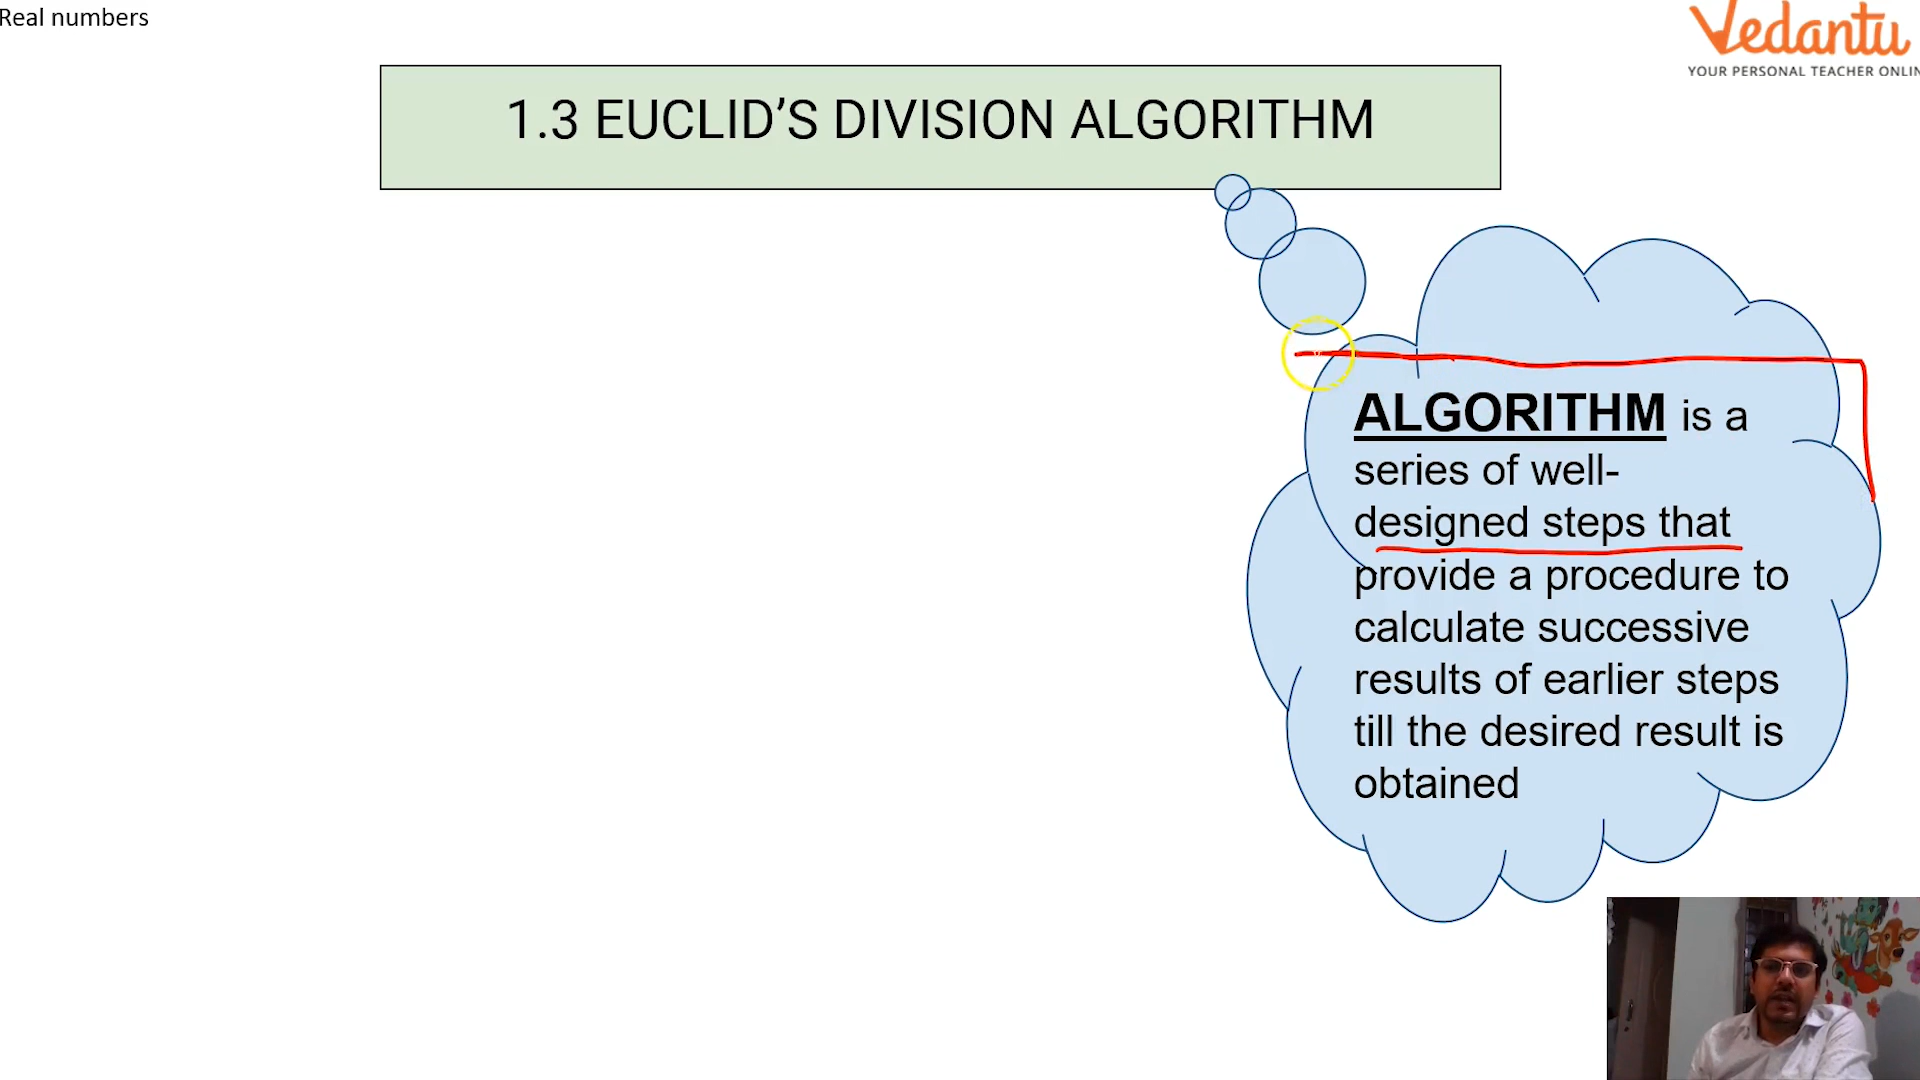 Real numbers
Vedantu
YOUR PERSONAL TEACHER ONLIN
1.3 EUCLID’S DIVISION ALGORITHM
ALGORITHM is a
series of well-
designed steps that
provide a procedure to
calculate successive
results of earlier steps
till the desired result is
obtained